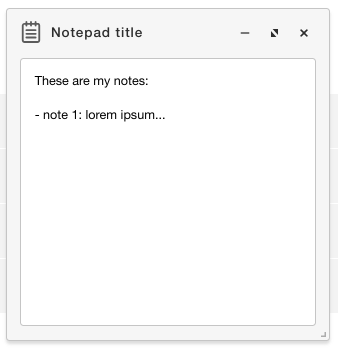 Notepad title
These are my notes:
- note 1: lorem ipsum...